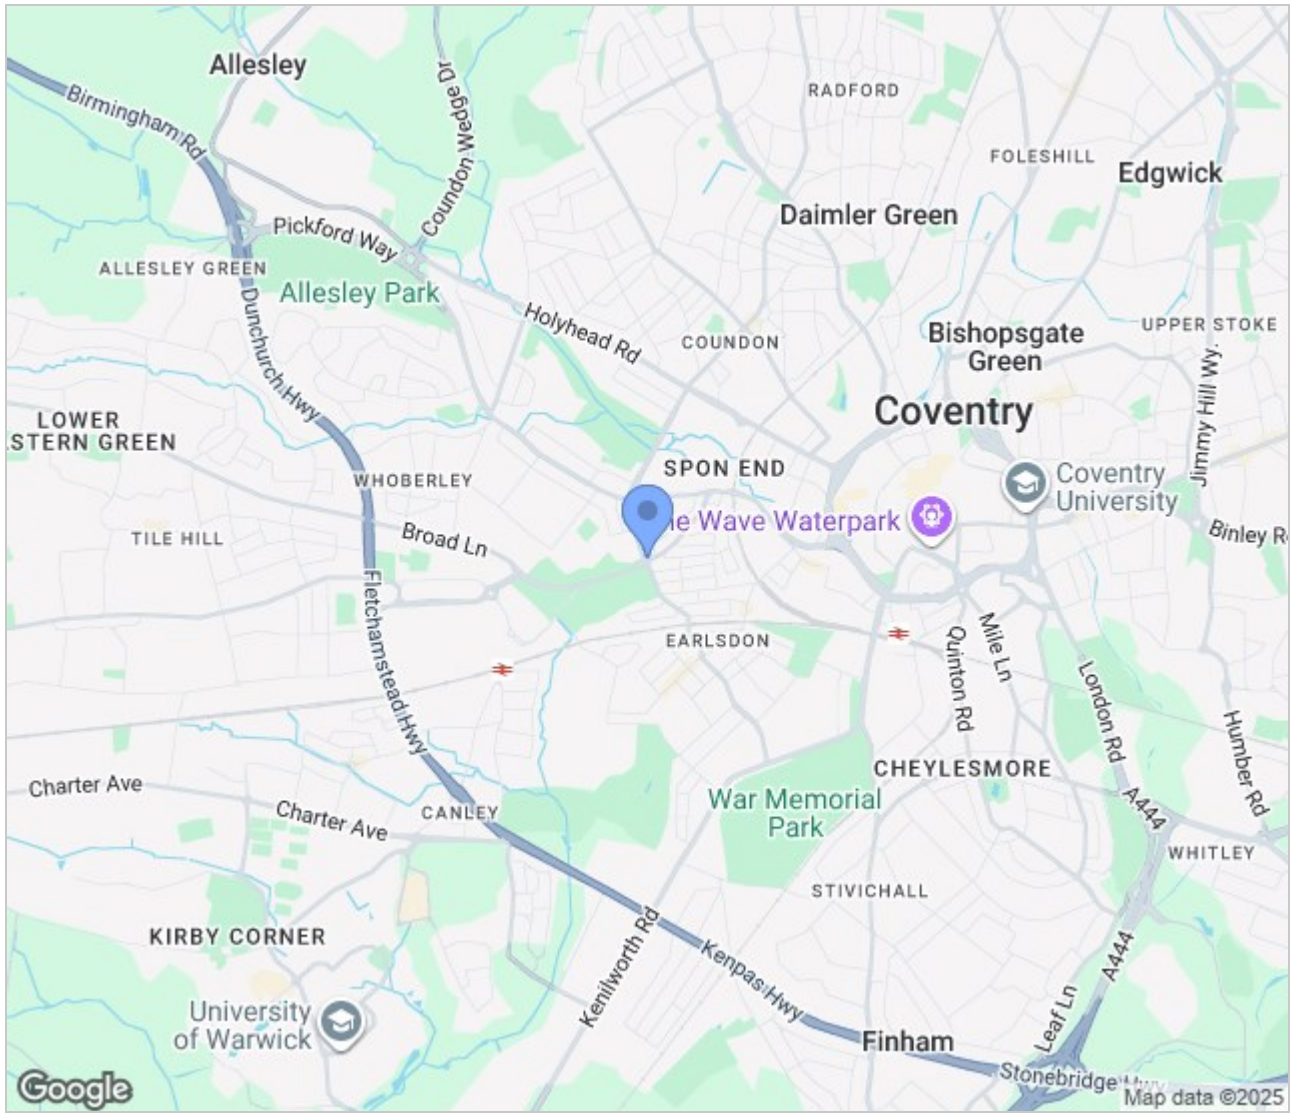 Allesley
Birmingham Rd
Coundon Wedge Dr
RADFORD
FOLESHILL
Edgwick
Daimler Green
Pickford Way
ALLESLEY GREEN
Allesley Park
Dunchurch Hwy
Holyhead Rd
COUNDON
Bishopsgate
Green
UPPER STOKE
Jimmy Hill Wy.
LOWER
STERN GREEN
Coventry
WHOBERLEY
SPON END
Coventry
University
TILE HILL
Broad Ln
e Wave Waterpark
Binley R
Fletchamstead Hwy
EARLSDON
Quinton Rd
Mile Ln
London Rd
Humber Rd
Charter Ave
Charter Ave
CANLEY
CHEYLESMORE
War Memorial
Park
A444
WHITLEY
STIVICHALL
KIRBY CORNER
Kenilworth Rd
Kenpas Hwy
A444
University
of Warwick
Finham
Leaf Ln
Stonebridge Hwy
Google
Map data ©2025